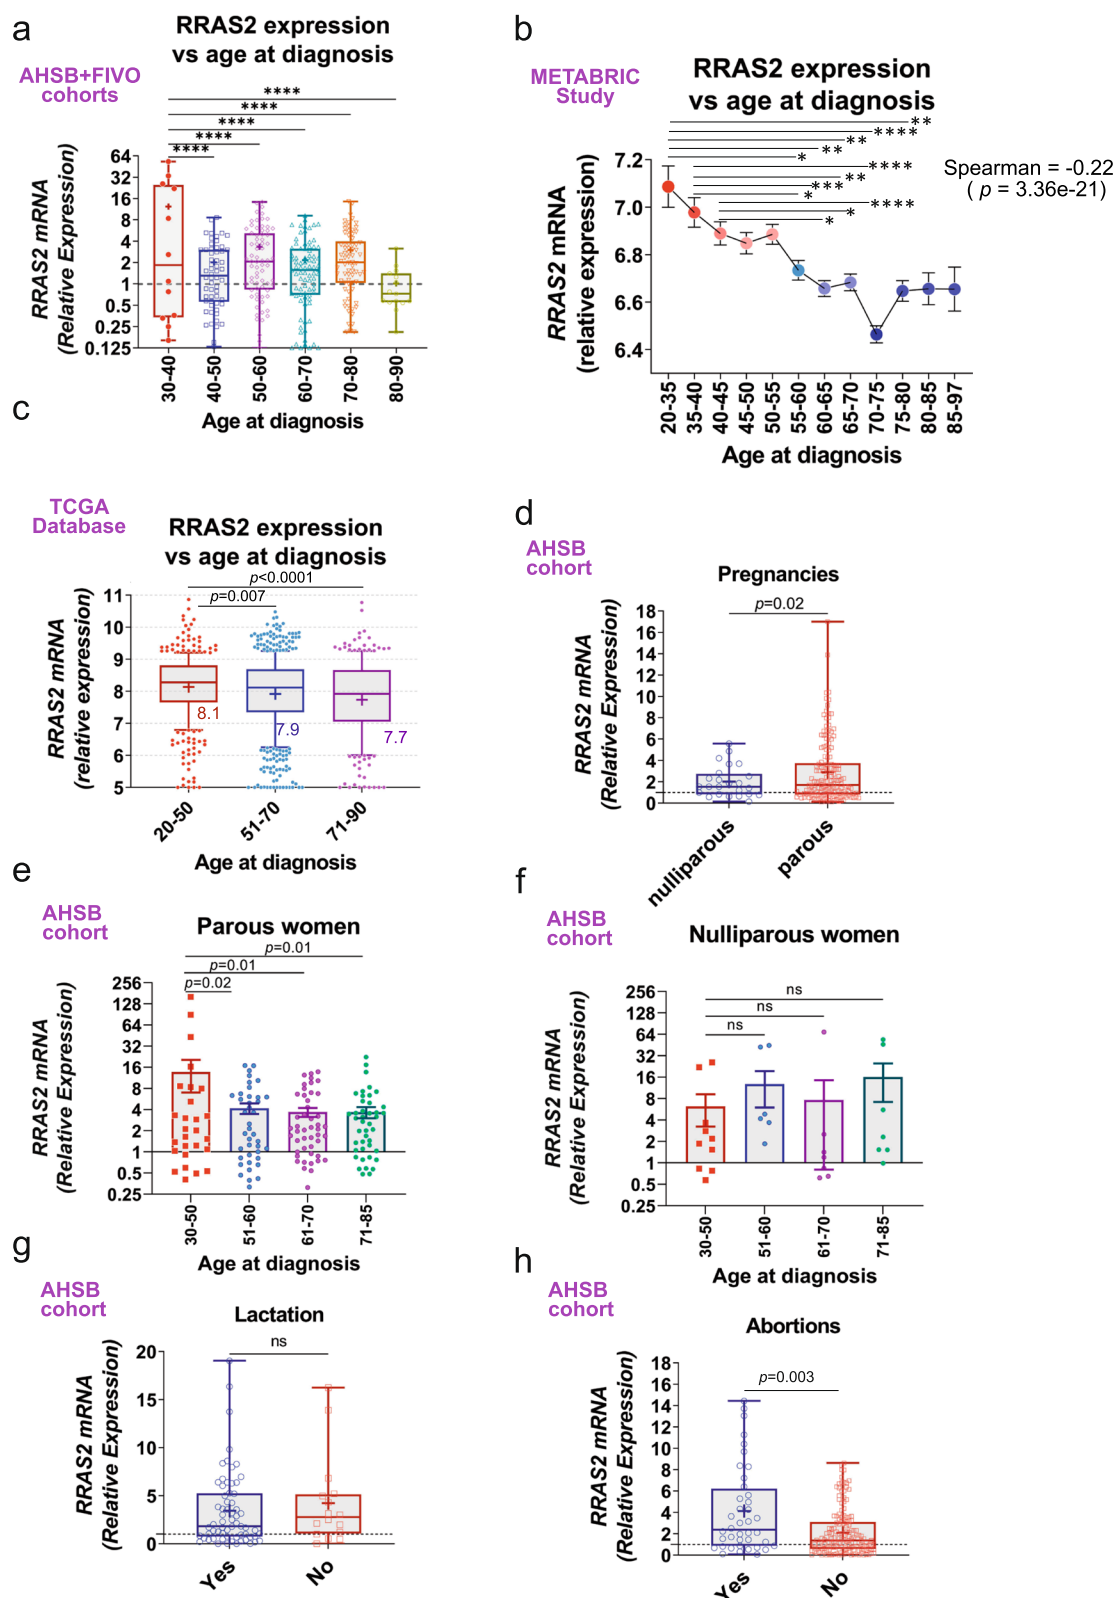 a
RRAS2 expression
vs age at diagnosis
AHSB+FIVO
cohorts
****
****
****
****
****
RRAS2 mRNA
(Relative Expression)
64
32
16
8
4
2
1
0.5
0.25
0.125
30-40
40-50
50-60
60-70
70-80
80-90
Age at diagnosis
b
METABRIC
Study
RRAS2 expression
vs age at diagnosis
**
****
**
**
*
****
**
***
*
****
*
*
Spearman = -0.22
( p = 3.36e-21)
RRAS2 mRNA
(relative expression)
7.2
7.0
6.8
6.6
6.4
20-35
35-40
40-45
45-50
50-55
55-60
60-65
65-70
70-75
75-80
80-85
85-97
Age at diagnosis
c
TCGA
Database
RRAS2 expression
vs age at diagnosis
p<0.0001
p=0.007
RRAS2 mRNA
(relative expression)
11
10
9
8
7
6
5
8.1
7.9
7.7
20-50
51-70
71-90
Age at diagnosis
d
AHSB
cohort
Pregnancies
p=0.02
RRAS2 mRNA
(Relative Expression)
18
16
14
12
10
8
6
4
2
0
nulliparous
parous
e
AHSB
cohort
Parous women
p=0.01
p=0.01
p=0.02
RRAS2 mRNA
(Relative Expression)
256
128
64
32
16
8
4
2
1
0.5
0.25
30-50
51-60
61-70
71-85
Age at diagnosis
f
AHSB
cohort
Nulliparous women
ns
ns
ns
RRAS2 mRNA
(Relative Expression)
256
128
64
32
16
8
4
2
1
0.5
0.25
30-50
51-60
61-70
71-85
Age at diagnosis
g
AHSB
cohort
Lactation
ns
RRAS2 mRNA
(Relative Expression)
20
15
10
5
0
Yes
No
h
AHSB
cohort
Abortions
p=0.003
RRAS2 mRNA
(Relative Expression)
18
16
14
12
10
8
6
4
2
0
Yes
No